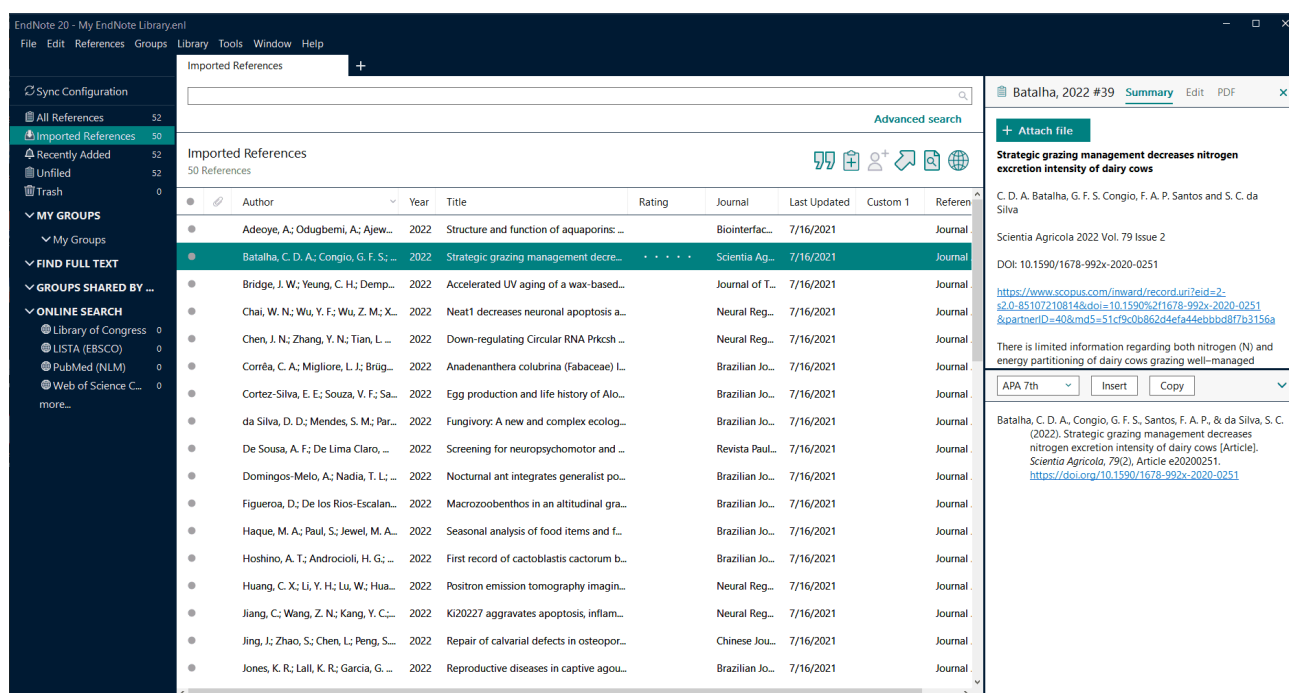 EndNote 20 - My EndNote Library.enl
File Edit References Groups Library Tools Window Help
Imported References +
Sync Configuration
All References 52
Imported References 50
Recently Added 52
Unfiled 52
Trash 0
MY GROUPS
My Groups
FIND FULL TEXT
GROUPS SHARED BY ...
ONLINE SEARCH
Library of Congress 0
LISTA (EBSCO) 0
PubMed (NLM) 0
Web of Science C... 0
more...
Advanced search
Imported References
50 References
Author Year Title Rating Journal Last Updated Custom 1 Referen
Adeoye, A.; Odugbemi, A.; Ajew... 2022 Structure and function of aquaporins: ... Biointerfac... 7/16/2021 Journal
Batalha, C. D. A.; Congio, G. F. S.; ... 2022 Strategic grazing management decre... Scientia Ag... 7/16/2021 Journal
Bridge, J. W.; Yeung, C. H.; Demp... 2022 Accelerated UV aging of a wax-based... Journal of T... 7/16/2021 Journal
Chai, W. N.; Wu, Y. F.; Wu, Z. M.; X... 2022 Neat1 decreases neuronal apoptosis a... Neural Reg... 7/16/2021 Journal
Chen, J. N.; Zhang, Y. N.; Tian, L. ... 2022 Down-regulating Circular RNA Prkcsh ... Neural Reg... 7/16/2021 Journal
Corrêa, C. A.; Migliore, L. J.; Brüg... 2022 Anadenanthera colubrina (Fabaceae) l... Brazilian Jo... 7/16/2021 Journal
Cortez-Silva, E. E.; Souza, V. F.; Sa... 2022 Egg production and life history of Alo... Brazilian Jo... 7/16/2021 Journal
da Silva, D. D.; Mendes, S. M.; Par... 2022 Fungivory: A new and complex ecolog... Brazilian Jo... 7/16/2021 Journal
De Sousa, A. F.; De Lima Claro, ... 2022 Screening for neuropsychomotor and ... Revista Paul... 7/16/2021 Journal
Domingos-Melo, A.; Nadia, T. L.; ... 2022 Nocturnal ant integrates generalist po... Brazilian Jo... 7/16/2021 Journal
Figueroa, D.; De los Rios-Escalan... 2022 Macrozoobenthos in an altitudinal gra... Brazilian Jo... 7/16/2021 Journal
Haque, M. A.; Paul, S.; Jewel, M. A... 2022 Seasonal analysis of food items and f... Brazilian Jo... 7/16/2021 Journal
Hoshino, A. T.; Androcioli, H. G.; ... 2022 First record of cactoblastis cactorum b... Brazilian Jo... 7/16/2021 Journal
Huang, C. X.; Li, Y. H.; Lu, W.; Hua... 2022 Positron emission tomography imagin... Neural Reg... 7/16/2021 Journal
Jiang, C.; Wang, Z. N.; Kang, Y. C.;... 2022 Ki20227 aggravates apoptosis, inflam... Neural Reg... 7/16/2021 Journal
Jing, J.; Zhao, S.; Chen, L.; Peng, S.... 2022 Repair of calvarial defects in osteopor... Chinese Jou... 7/16/2021 Journal
Jones, K. R.; Lall, K. R.; Garcia, G. ... 2022 Reproductive diseases in captive agou... Brazilian Jo... 7/16/2021 Journal
Batalha, 2022 #39 Summary Edit PDF
+ Attach file
Strategic grazing management decreases nitrogen
excretion intensity of dairy cows
C. D. A. Batalha, G. F. S. Congio, F. A. P. Santos and S. C. da
Silva
Scientia Agricola 2022 Vol. 79 Issue 2
DOI: 10.1590/1678-992x-2020-0251
https://www.scopus.com/inward/record.uri?eid=2-
s2.0-85107210814&doi=10.1590%2f1678-992x-2020-0251
&partnerID=40&md5=51cf9c0b862d4efa44ebbbd8f7b3156a
There is limited information regarding both nitrogen (N) and
energy partitioning of dairy cows grazing well–managed
APA 7th Insert Copy
Batalha, C. D. A., Congio, G. F. S., Santos, F. A. P., & da Silva, S. C.
(2022). Strategic grazing management decreases
nitrogen excretion intensity of dairy cows [Article].
Scientia Agricola, 79(2), Article e20200251.
https://doi.org/10.1590/1678-992x-2020-0251